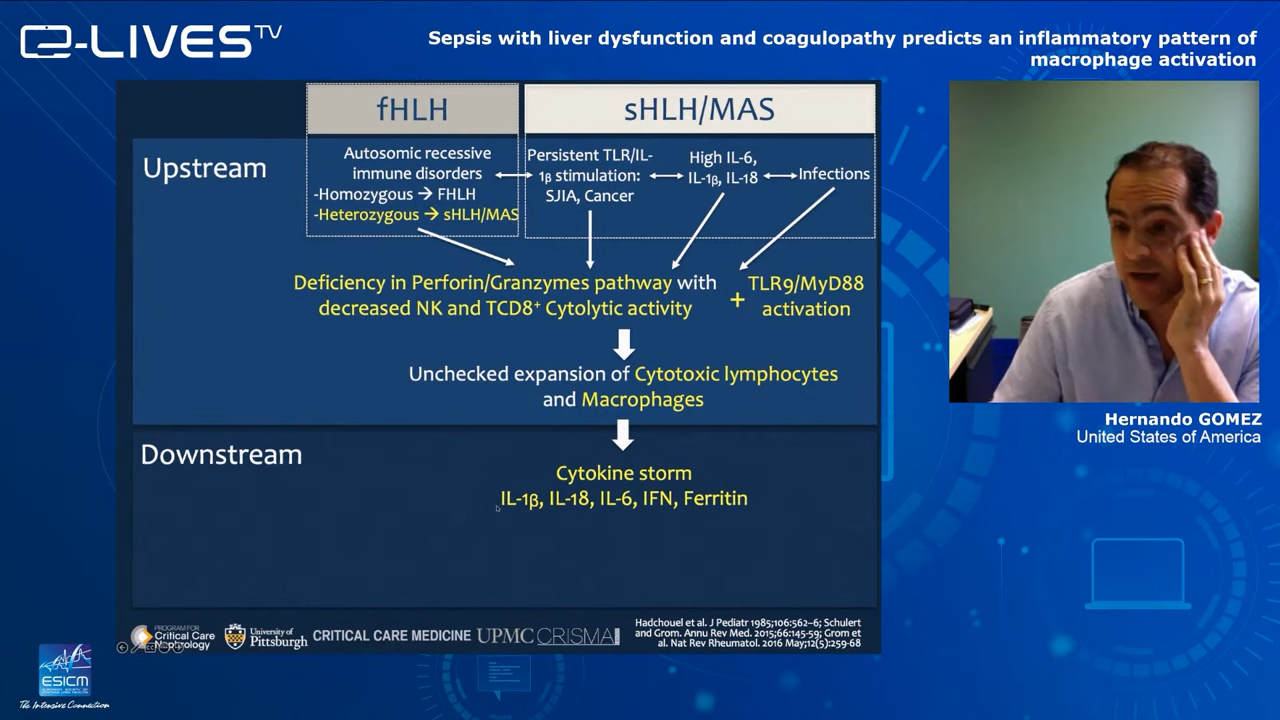 e-LIVES TV
Sepsis with liver dysfunction and coagulopathy predicts an inflammatory pattern of
macrophage activation
fHLH
sHLH/MAS
Upstream
Autosomic recessive
immune disorders
-Homozygous → FHLH
-Heterozygous → sHLH/MAS
Persistent TLR/IL-
1β stimulation:
SJIA, Cancer
High IL-6,
IL-1β, IL-18
Infections
Deficiency in Perforin/Granzymes pathway with
decreased NK and TCD8⁺ Cytolytic activity
+
TLR9/MyD88
activation
Unchecked expansion of Cytotoxic lymphocytes
and Macrophages
Downstream
Cytokine storm
IL-1β, IL-18, IL-6, IFN, Ferritin
Hernando GOMEZ
United States of America
PROGRAM FOR
Critical Care
Nephrology
University of
Pittsburgh
CRITICAL CARE MEDICINE
UPMC
CRISMA
Hadchouel et al. J Pediatr 1985;106:562–6; Schulert
and Grom. Annu Rev Med. 2015;66:145-59; Grom et
al. Nat Rev Rheumatol. 2016 May;12(5):259-68
ESICM
The Intensive Connection